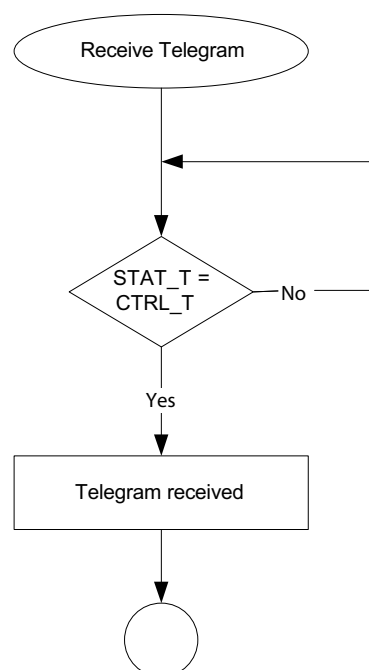 Receive Telegram
STAT_T =
CTRL_T
No
Yes
Telegram received